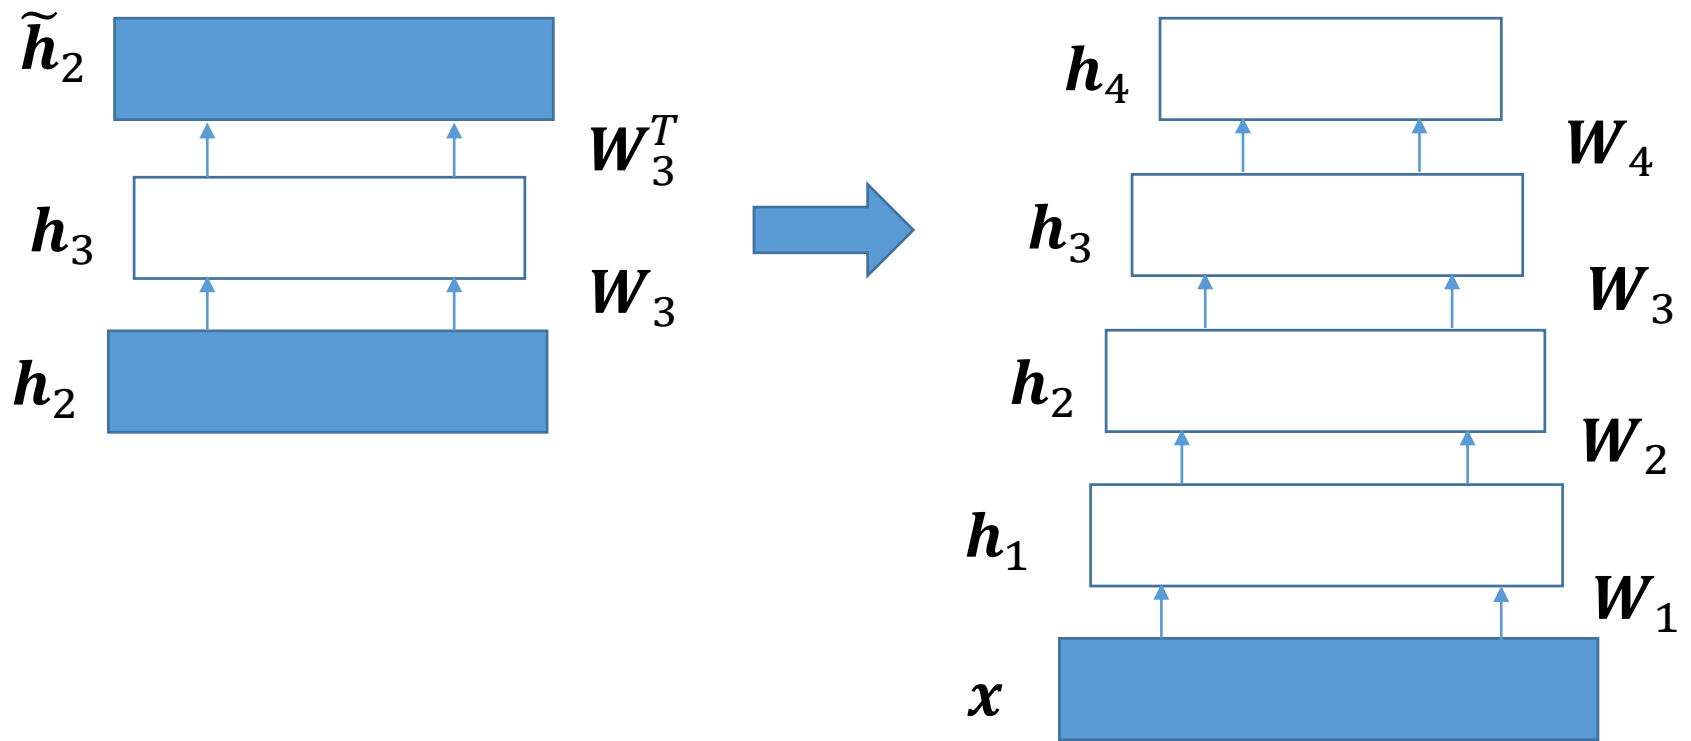 𝒉̃₂
𝑾₃ᵀ
𝒉₃
𝑾₃
𝒉₂
𝒉₄
𝑾₄
𝒉₃
𝑾₃
𝒉₂
𝑾₂
𝒉₁
𝑾₁
𝒙